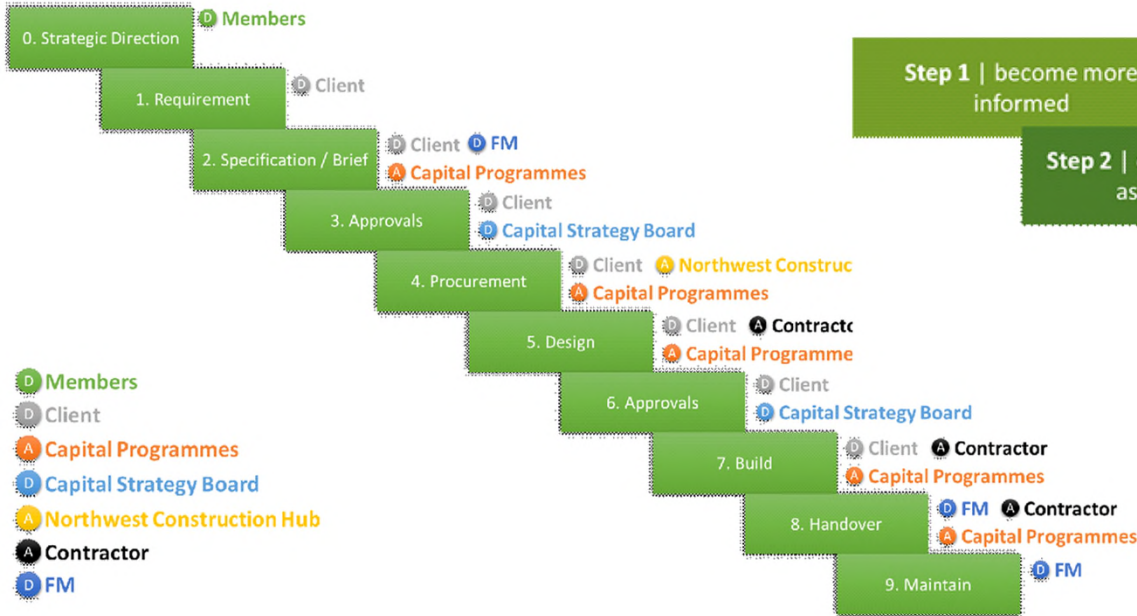 0. Strategic Direction
D Members
1. Requirement
D Client
2. Specification / Brief
D Client D FM
A Capital Programmes
3. Approvals
D Client
D Capital Strategy Board
4. Procurement
D Client A Northwest Construc
A Capital Programmes
5. Design
D Client A Contractc
A Capital Programme
6. Approvals
D Client
D Capital Strategy Board
7. Build
D Client A Contractor
A Capital Programmes
8. Handover
D FM A Contractor
A Capital Programmes
9. Maintain
D FM
Step 1 | become more
informed
Step 2 |
as
D Members
D Client
A Capital Programmes
D Capital Strategy Board
A Northwest Construction Hub
A Contractor
D FM